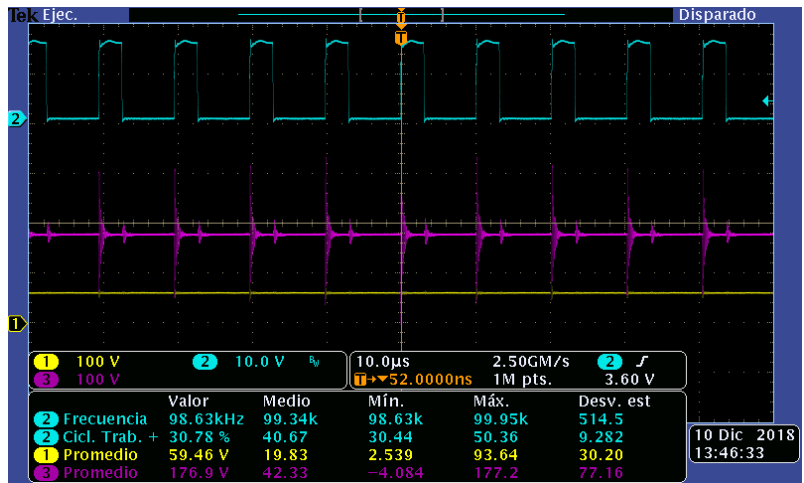 Tek Ejec. Disparado
T
2
1
1 100 V 2 10.0 V Bw
3 100 V
10.0µs 2.50GM/s 2
T→▼52.0000ns 1M pts. 3.60 V
Valor Medio Mín. Máx. Desv. est
2 Frecuencia 98.63kHz 99.34k 98.63k 99.95k 514.5
2 Cicl. Trab. + 30.78 % 40.67 30.44 50.36 9.282
1 Promedio 59.46 V 19.83 2.539 93.64 30.20
3 Promedio 176.9 V 42.33 −4.084 177.2 77.16
10 Dic 2018
13:46:33